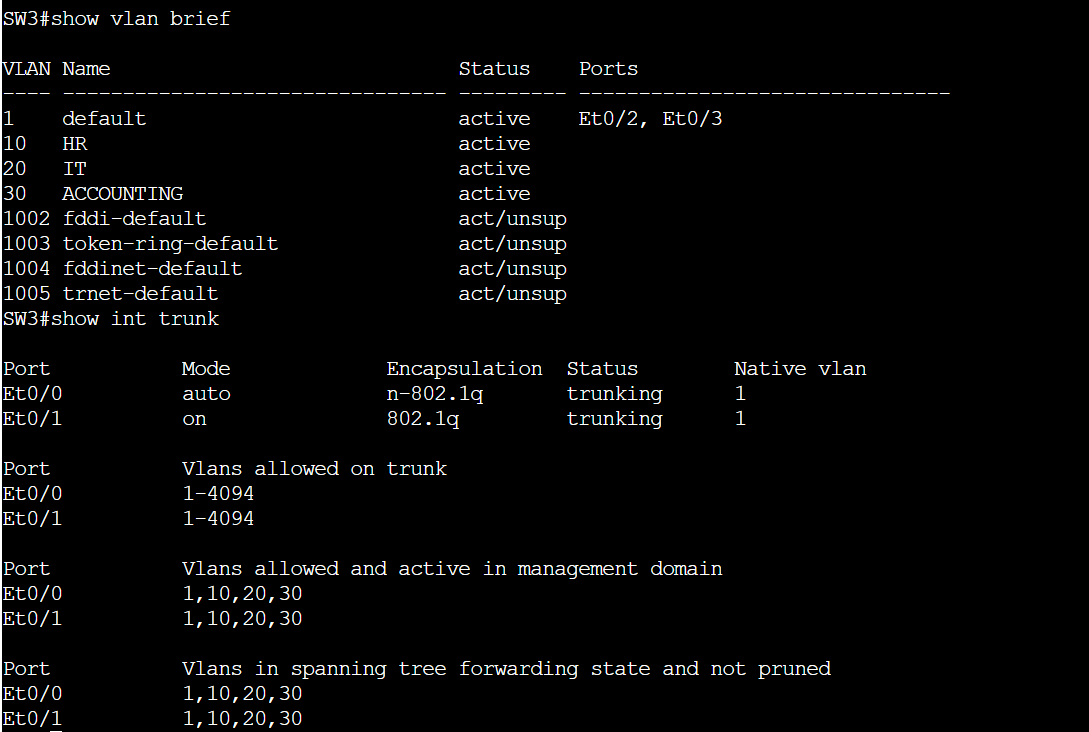 SW3#show vlan brief
VLAN Name                             Status    Ports
---- -------------------------------- --------- -------------------------------
1    default                          active    Et0/2, Et0/3
10   HR                               active
20   IT                               active
30   ACCOUNTING                       active
1002 fddi-default                     act/unsup
1003 token-ring-default               act/unsup
1004 fddinet-default                  act/unsup
1005 trnet-default                    act/unsup
SW3#show int trunk
Port           Mode             Encapsulation  Status        Native vlan
Et0/0          auto             n-802.1q       trunking      1
Et0/1          on               802.1q         trunking      1
Port           Vlans allowed on trunk
Et0/0          1-4094
Et0/1          1-4094
Port           Vlans allowed and active in management domain
Et0/0          1,10,20,30
Et0/1          1,10,20,30
Port           Vlans in spanning tree forwarding state and not pruned
Et0/0          1,10,20,30
Et0/1          1,10,20,30